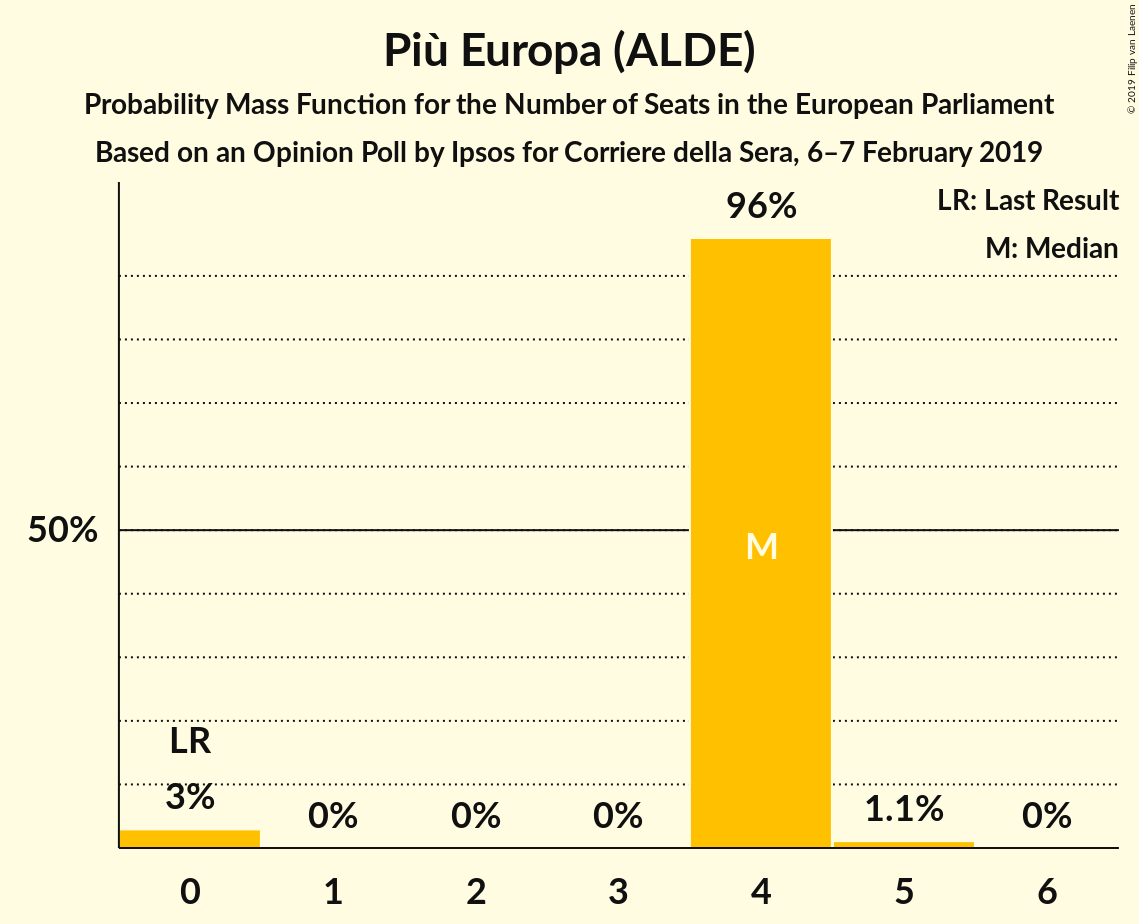 Più Europa (ALDE)
Probability Mass Function for the Number of Seats in the European Parliament
Based on an Opinion Poll by Ipsos for Corriere della Sera, 6–7 February 2019
© 2019 Filip van Laenen
LR: Last Result
M: Median
96%
50%
M
LR
3%
0%
0%
0%
1.1%
0%
0 1 2 3 4 5 6